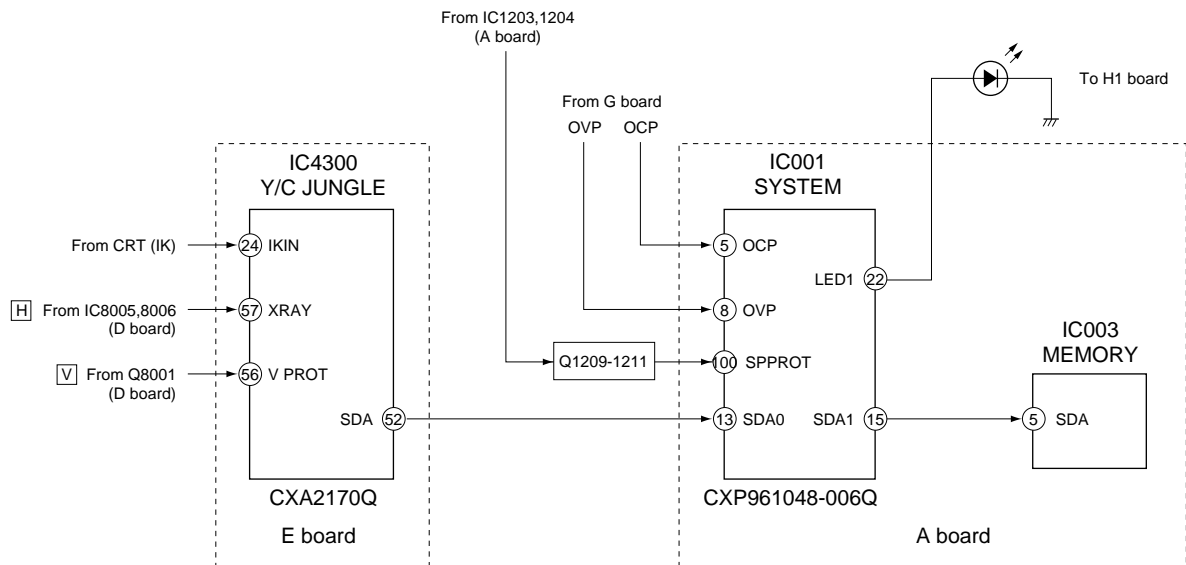 From IC1203,1204
(A board)
To H1 board
From G board
OVP OCP
IC4300
Y/C JUNGLE
IC001
SYSTEM
From CRT (IK)
24 IKIN
5 OCP
LED1 22
H From IC8005,8006
(D board)
57 XRAY
8 OVP
IC003
MEMORY
Q1209-1211
100 SPPROT
V From Q8001
(D board)
56 V PROT
SDA 52
13 SDA0
SDA1 15
5 SDA
CXA2170Q
CXP961048-006Q
E board
A board